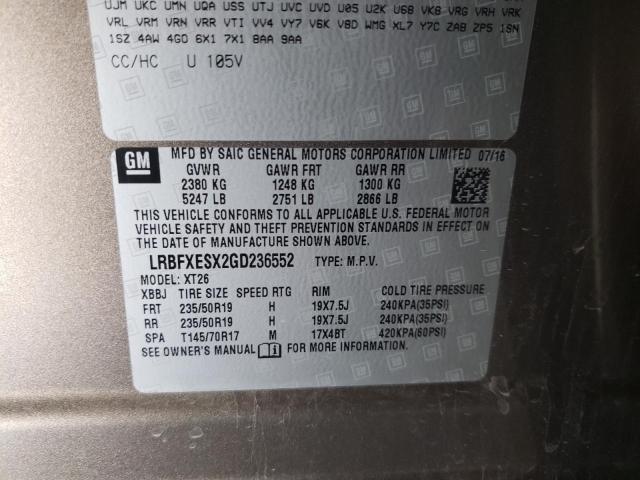 UJM UKC UMN UQA USS UTJ UVC UVD U05 U2K U68 VK8 VRG VRH VRK
VRL VRM VRN VRR VTI VV4 VY7 V6K V8D WMG XL7 Y7C ZAB ZP5 1SN
1SZ 4AW 4GO 6X1 7X1 8AA 9AA
CC/HC U 105V
GM
MFD BY SAIC GENERAL MOTORS CORPORATION LIMITED 07/16
GVWR GAWR FRT GAWR RR
2380 KG 1248 KG 1300 KG
5247 LB 2751 LB 2866 LB
THIS VEHICLE CONFORMS TO ALL APPLICABLE U.S. FEDERAL MOTOR
VEHICLE SAFETY AND THEFT PREVENTION STANDARDS IN EFFECT ON
THE DATE OF MANUFACTURE SHOWN ABOVE.
LRBFXESX2GD236552 TYPE: M.P.V.
MODEL: XT26
XBBJ TIRE SIZE SPEED RTG RIM COLD TIRE PRESSURE
FRT 235/50R19 H 19X7.5J 240KPA(35PSI)
RR 235/50R19 H 19X7.5J 240KPA(35PSI)
SPA T145/70R17 M 17X4BT 420KPA(60PSI)
SEE OWNER'S MANUAL FOR MORE INFORMATION.